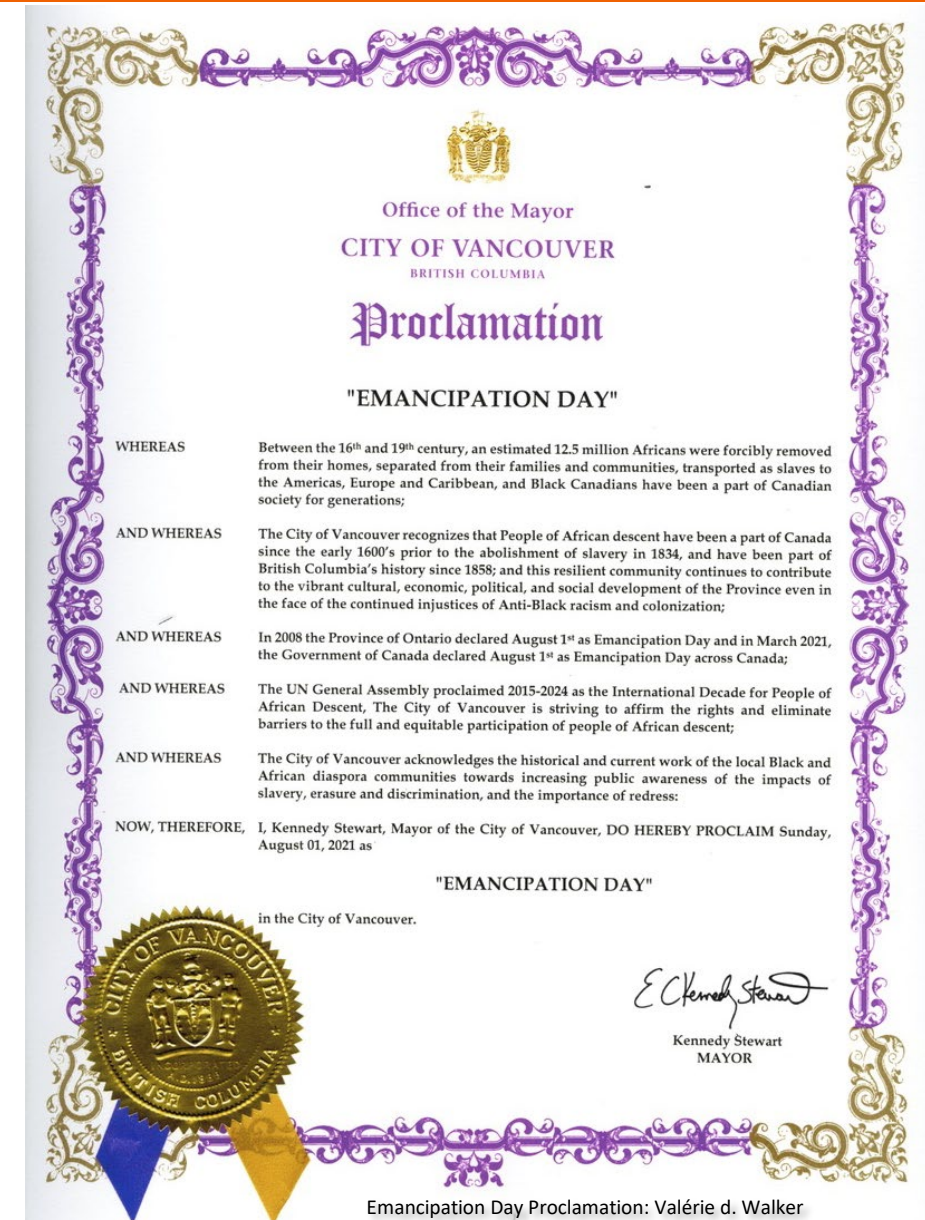 Office of the Mayor
CITY OF VANCOUVER
BRITISH COLUMBIA
Proclamation
"EMANCIPATION DAY"
WHEREAS Between the 16th and 19th century, an estimated 12.5 million Africans were forcibly removed
from their homes, separated from their families and communities, transported as slaves to
the Americas, Europe and Caribbean, and Black Canadians have been a part of Canadian
society for generations;
AND WHEREAS The City of Vancouver recognizes that People of African descent have been a part of Canada
since the early 1600's prior to the abolishment of slavery in 1834, and have been part of
British Columbia's history since 1858; and this resilient community continues to contribute
to the vibrant cultural, economic, political, and social development of the Province even in
the face of the continued injustices of Anti-Black racism and colonization;
AND WHEREAS In 2008 the Province of Ontario declared August 1st as Emancipation Day and in March 2021,
the Government of Canada declared August 1st as Emancipation Day across Canada;
AND WHEREAS The UN General Assembly proclaimed 2015-2024 as the International Decade for People of
African Descent, The City of Vancouver is striving to affirm the rights and eliminate
barriers to the full and equitable participation of people of African descent;
AND WHEREAS The City of Vancouver acknowledges the historical and current work of the local Black and
African diaspora communities towards increasing public awareness of the impacts of
slavery, erasure and discrimination, and the importance of redress:
NOW, THEREFORE, I, Kennedy Stewart, Mayor of the City of Vancouver, DO HEREBY PROCLAIM Sunday,
August 01, 2021 as
"EMANCIPATION DAY"
in the City of Vancouver.
E C Kennedy Stewart
Kennedy Stewart
MAYOR
CITY OF VANCOUVER
BRITISH COLUMBIA
Emancipation Day Proclamation: Valérie d. Walker